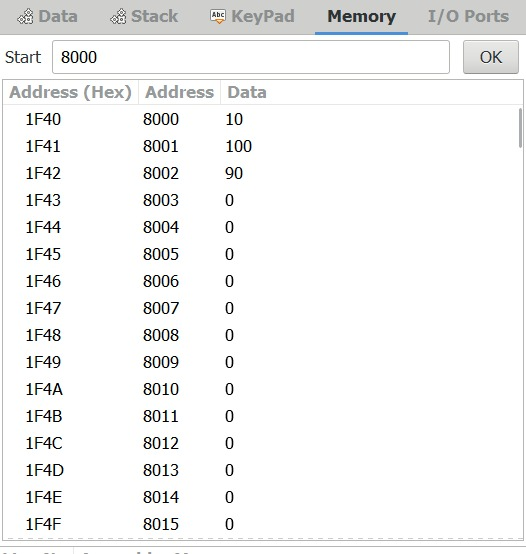 Data Stack Abc KeyPad Memory I/O Ports
Start 8000 OK
Address (Hex) Address Data
1F40 8000 10
1F41 8001 100
1F42 8002 90
1F43 8003 0
1F44 8004 0
1F45 8005 0
1F46 8006 0
1F47 8007 0
1F48 8008 0
1F49 8009 0
1F4A 8010 0
1F4B 8011 0
1F4C 8012 0
1F4D 8013 0
1F4E 8014 0
1F4F 8015 0